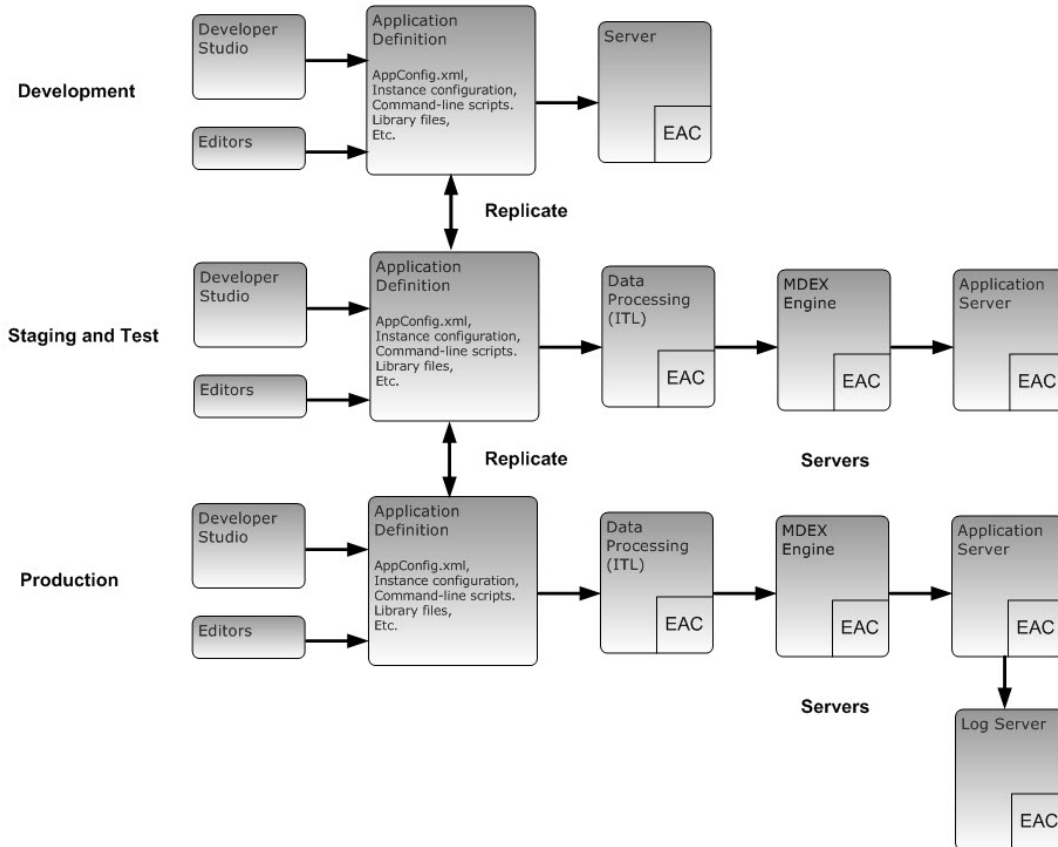 Development
Developer
Studio
Editors
Application
Definition
AppConfig.xml,
Instance configuration,
Command-line scripts.
Library files,
Etc.
Server
EAC
Replicate
Staging and Test
Developer
Studio
Editors
Application
Definition
AppConfig.xml,
Instance configuration,
Command-line scripts.
Library files,
Etc.
Data
Processing
(ITL)
EAC
MDEX
Engine
EAC
Application
Server
EAC
Replicate
Servers
Production
Developer
Studio
Editors
Application
Definition
AppConfig.xml,
Instance configuration,
Command-line scripts.
Library files,
Etc.
Data
Processing
(ITL)
EAC
MDEX
Engine
EAC
Application
Server
EAC
Servers
Log Server
EAC